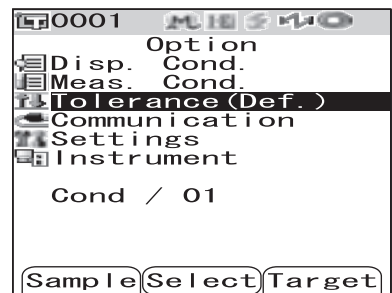 0001
Option
Disp. Cond.
Meas. Cond.
Tolerance(Def.)
Communication
Settings
Instrument
Cond / 01
Sample Select Target